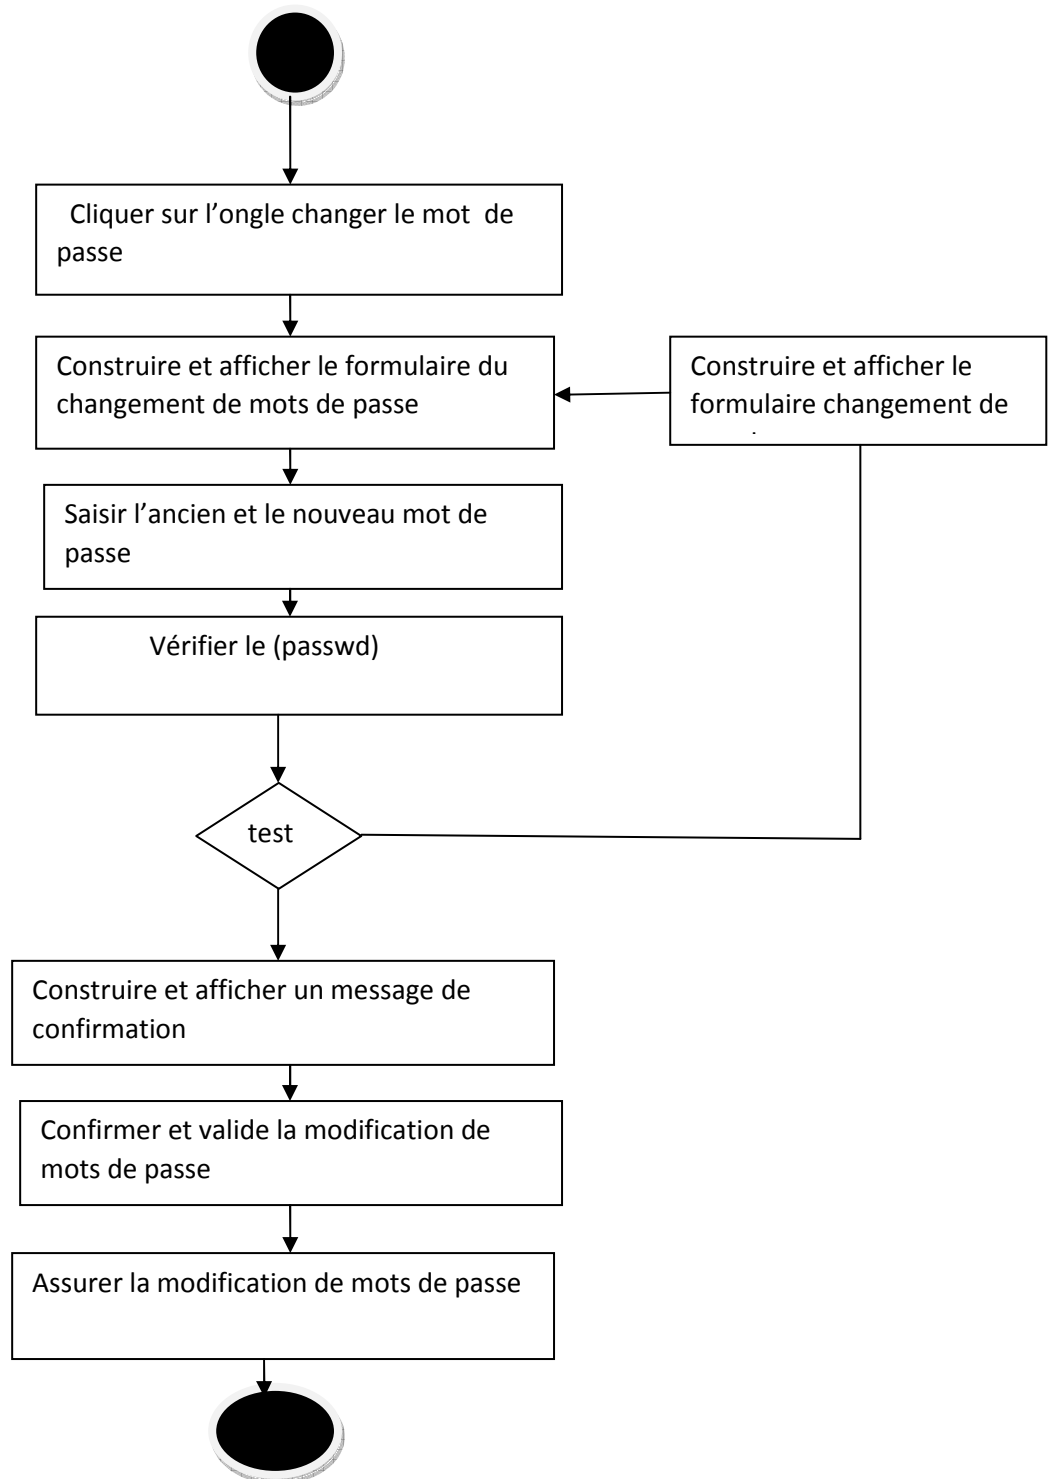 Cliquer sur l’ongle changer le mot de
passe
Construire et afficher le formulaire du
changement de mots de passe
Construire et afficher le
formulaire changement de
Saisir l’ancien et le nouveau mot de
passe
Vérifier le (passwd)
test
Construire et afficher un message de
confirmation
Confirmer et valide la modification de
mots de passe
Assurer la modification de mots de passe